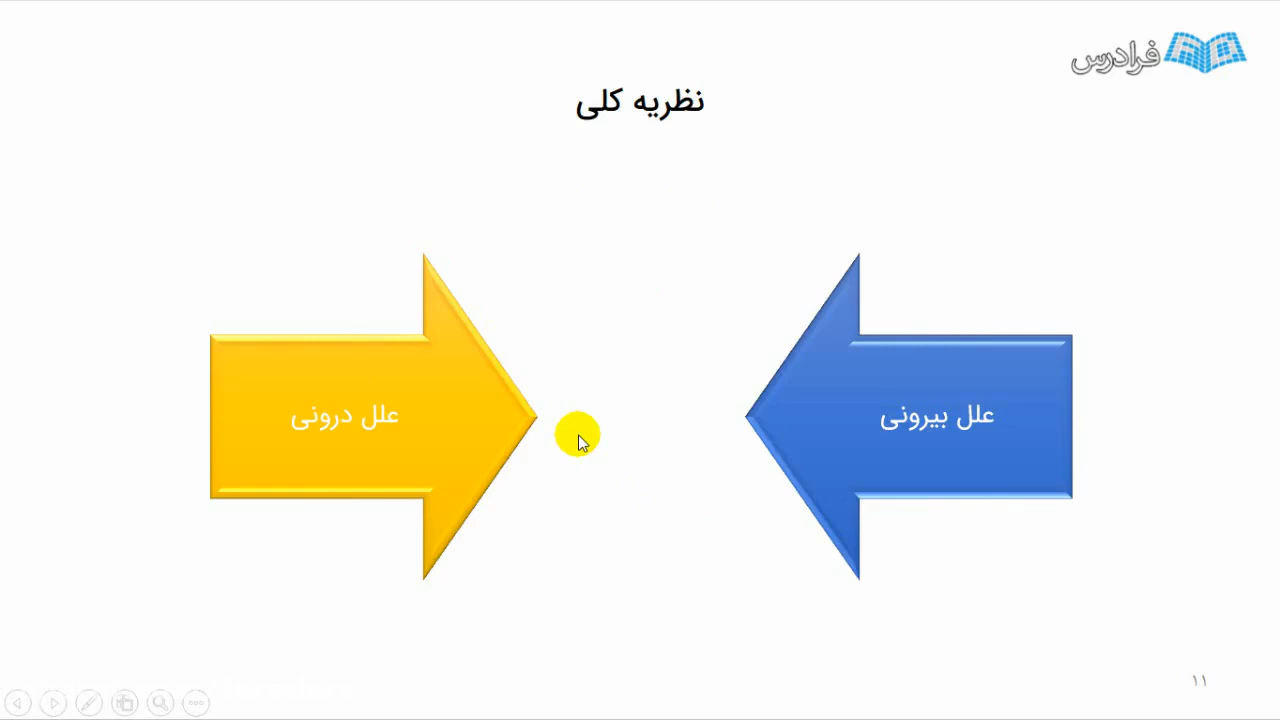 فرادرس
نظریه کلی
علل بیرونی
علل درونی
۱۱